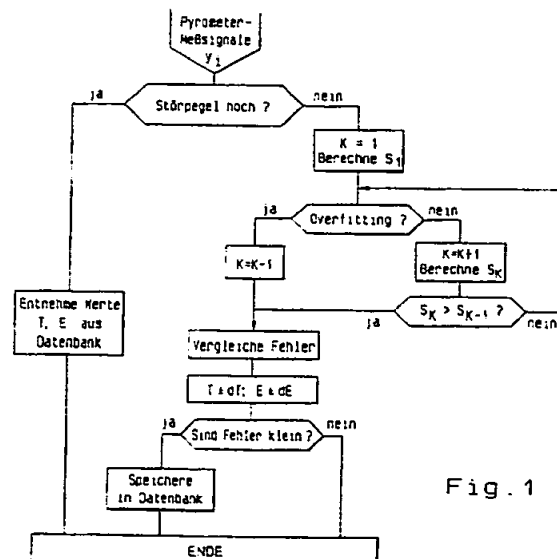 Pyrometer-
Meßsignale
y i
ja
Störpegel hoch ?
nein
K = 1
Berechne S1
ja
Overfitting ?
nein
K=K-1
K=K+1
Berechne SK
Entnehme Werte
T, E aus
Datenbank
ja
SK > SK-1 ?
nein
Vergleiche Fehler
T ± dT; E ± dE
ja
Sind Fehler klein ?
nein
Speichere
in Datenbank
Fig.1
ENDE